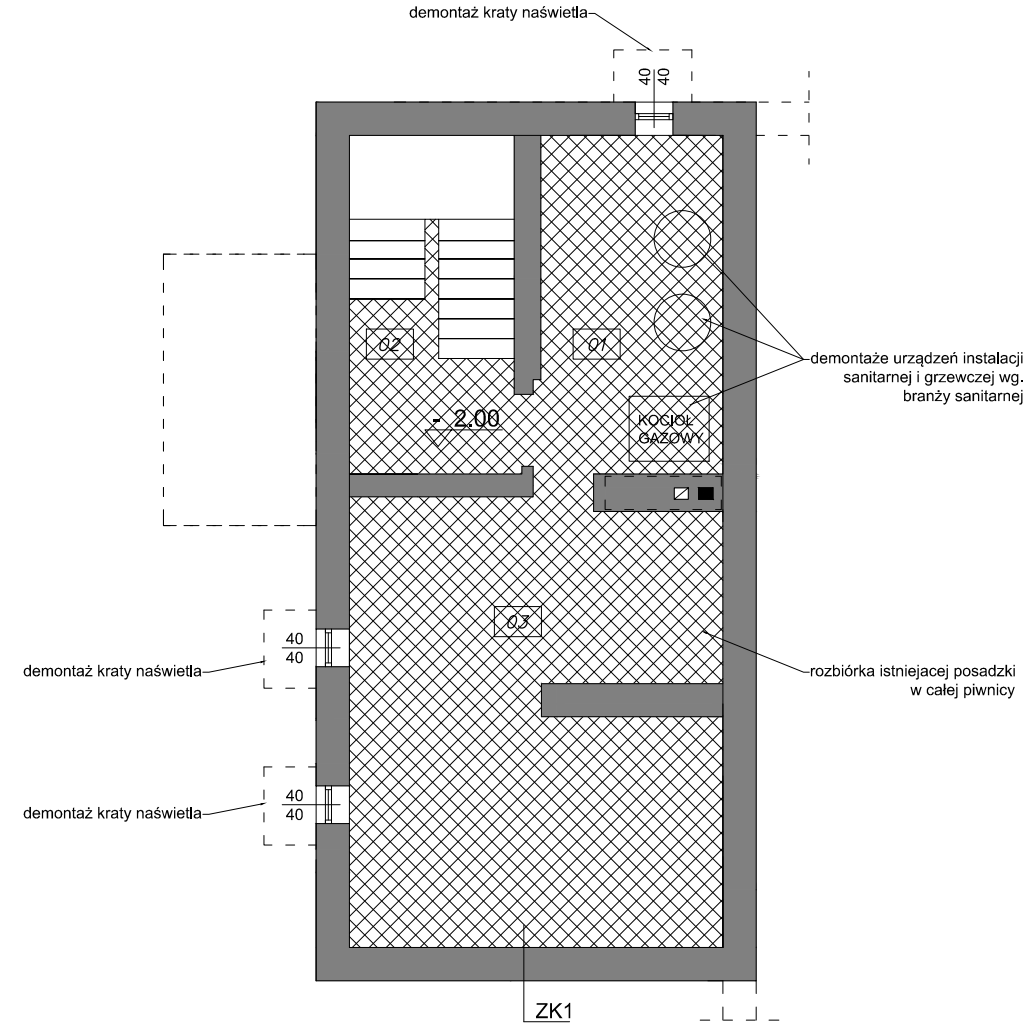 demontaż kraty naświetla
40
40
02
01
demontaże urządzeń instalacji
sanitarnej i grzewczej wg.
branży sanitarnej
- 2.00
KOCIOŁ
GAZOWY
03
40
40
demontaż kraty naświetla
rozbiórka istniejacej posadzki
w całej piwnicy
40
40
demontaż kraty naświetla
ZK1